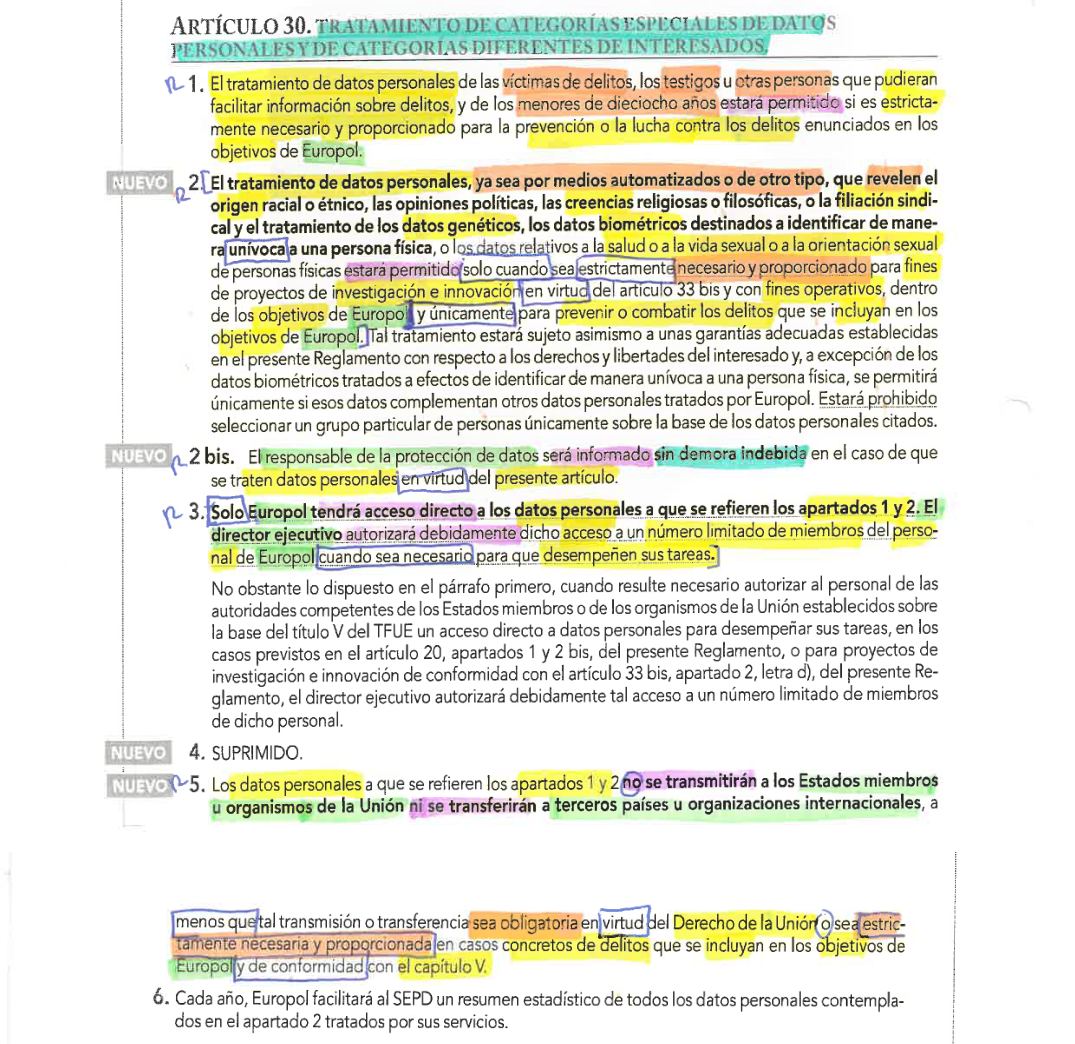 ARTÍCULO 30. TRATAMIENTO DE CATEGORÍAS ESPECIALES DE DATOS
PERSONALES Y DE CATEGORÍAS DIFERENTES DE INTERESADOS.
1. El tratamiento de datos personales de las víctimas de delitos, los testigos u otras personas que pudieran
facilitar información sobre delitos, y de los menores de dieciocho años estará permitido si es estricta-
mente necesario y proporcionado para la prevención o la lucha contra los delitos enunciados en los
objetivos de Europol.
NUEVO 2. El tratamiento de datos personales, ya sea por medios automatizados o de otro tipo, que revelen el
origen racial o étnico, las opiniones políticas, las creencias religiosas o filosóficas, o la filiación sindi-
cal y el tratamiento de los datos genéticos, los datos biométricos destinados a identificar de mane-
ra unívoca a una persona física, o los datos relativos a la salud o a la vida sexual o a la orientación sexual
de personas físicas estará permitido solo cuando sea estrictamente necesario y proporcionado para fines
de proyectos de investigación e innovación en virtud del artículo 33 bis y con fines operativos, dentro
de los objetivos de Europol y únicamente para prevenir o combatir los delitos que se incluyan en los
objetivos de Europol. Tal tratamiento estará sujeto asimismo a unas garantías adecuadas establecidas
en el presente Reglamento con respecto a los derechos y libertades del interesado y, a excepción de los
datos biométricos tratados a efectos de identificar de manera unívoca a una persona física, se permitirá
únicamente si esos datos complementan otros datos personales tratados por Europol. Estará prohibido
seleccionar un grupo particular de personas únicamente sobre la base de los datos personales citados.
NUEVO 2 bis. El responsable de la protección de datos será informado sin demora indebida en el caso de que
se traten datos personales en virtud del presente artículo.
3. Solo Europol tendrá acceso directo a los datos personales a que se refieren los apartados 1 y 2. El
director ejecutivo autorizará debidamente dicho acceso a un número limitado de miembros del perso-
nal de Europol cuando sea necesario para que desempeñen sus tareas.
No obstante lo dispuesto en el párrafo primero, cuando resulte necesario autorizar al personal de las
autoridades competentes de los Estados miembros o de los organismos de la Unión establecidos sobre
la base del título V del TFUE un acceso directo a datos personales para desempeñar sus tareas, en los
casos previstos en el artículo 20, apartados 1 y 2 bis, del presente Reglamento, o para proyectos de
investigación e innovación de conformidad con el artículo 33 bis, apartado 2, letra d), del presente Re-
glamento, el director ejecutivo autorizará debidamente tal acceso a un número limitado de miembros
de dicho personal.
NUEVO 4. SUPRIMIDO.
NUEVO 5. Los datos personales a que se refieren los apartados 1 y 2 no se transmitirán a los Estados miembros
u organismos de la Unión ni se transferirán a terceros países u organizaciones internacionales, a
menos que tal transmisión o transferencia sea obligatoria en virtud del Derecho de la Unión o sea estric-
tamente necesaria y proporcionada en casos concretos de delitos que se incluyan en los objetivos de
Europol y de conformidad con el capítulo V.
6. Cada año, Europol facilitará al SEPD un resumen estadístico de todos los datos personales contempla-
dos en el apartado 2 tratados por sus servicios.